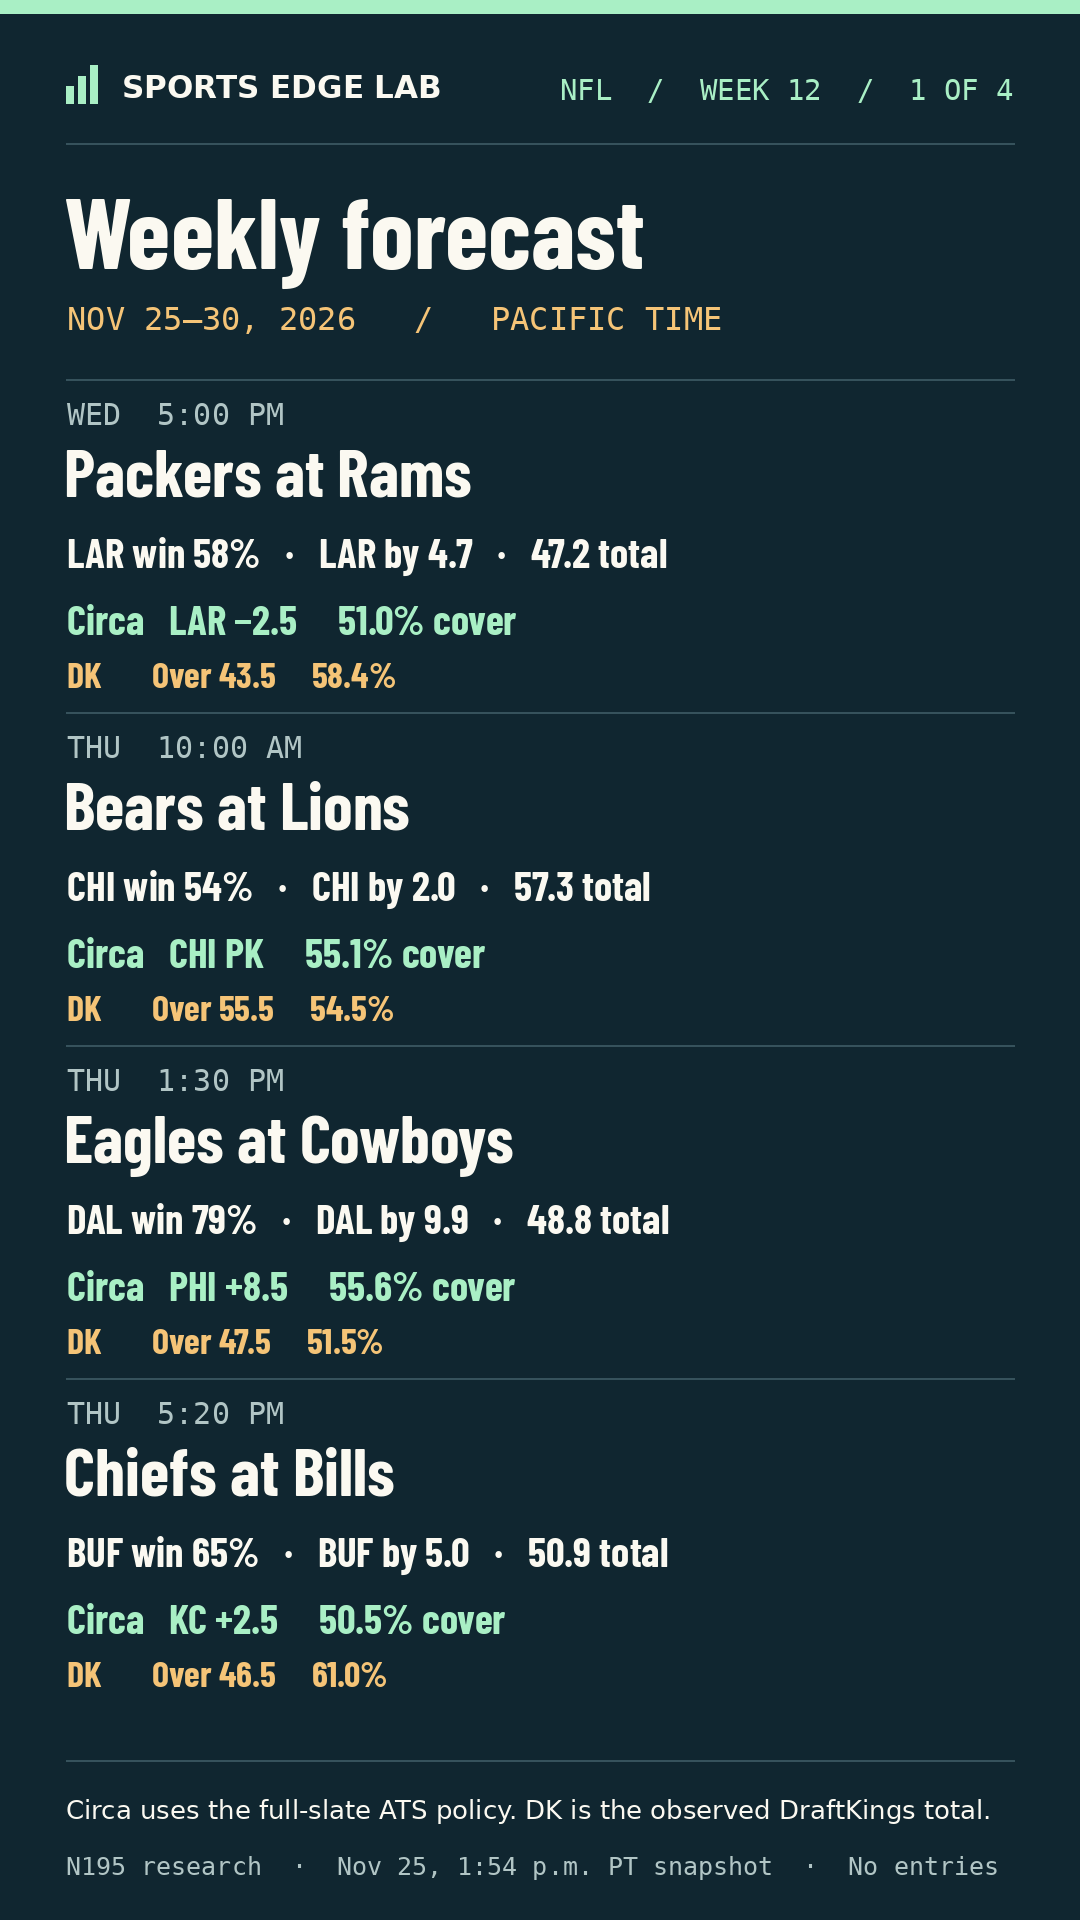 SPORTS EDGE LAB
NFL / WEEK 12 / 1 OF 4
Weekly forecast
NOV 25–30, 2026 / PACIFIC TIME
WED 5:00 PM
Packers at Rams
LAR win 58% · LAR by 4.7 · 47.2 total
Circa LAR −2.5 51.0% cover
DK Over 43.5 58.4%
THU 10:00 AM
Bears at Lions
CHI win 54% · CHI by 2.0 · 57.3 total
Circa CHI PK 55.1% cover
DK Over 55.5 54.5%
THU 1:30 PM
Eagles at Cowboys
DAL win 79% · DAL by 9.9 · 48.8 total
Circa PHI +8.5 55.6% cover
DK Over 47.5 51.5%
THU 5:20 PM
Chiefs at Bills
BUF win 65% · BUF by 5.0 · 50.9 total
Circa KC +2.5 50.5% cover
DK Over 46.5 61.0%
Circa uses the full-slate ATS policy. DK is the observed DraftKings total.
N195 research · Nov 25, 1:54 p.m. PT snapshot · No entries